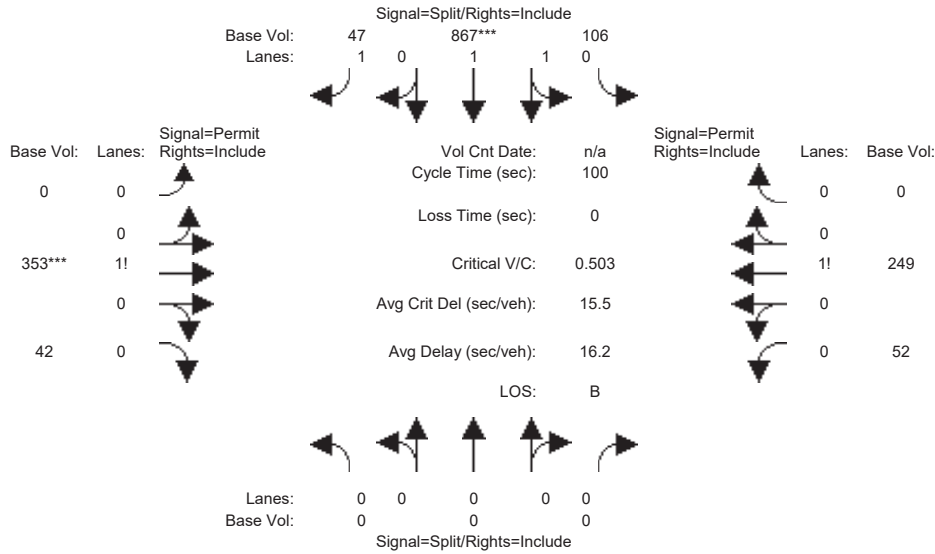 Signal=Split/Rights=Include
Base Vol: 47 867*** 106
Lanes: 1 0 1 1 0
Signal=Permit
Base Vol: Lanes: Rights=Include
Vol Cnt Date: n/a
Signal=Permit
Rights=Include Lanes: Base Vol:
Cycle Time (sec): 100
0 0
0 0
Loss Time (sec): 0
0
0
353*** 1!
Critical V/C: 0.503
1! 249
0
Avg Crit Del (sec/veh): 15.5
0
42 0
Avg Delay (sec/veh): 16.2
0 52
LOS: B
Lanes: 0 0 0 0 0
Base Vol: 0 0 0
Signal=Split/Rights=Include